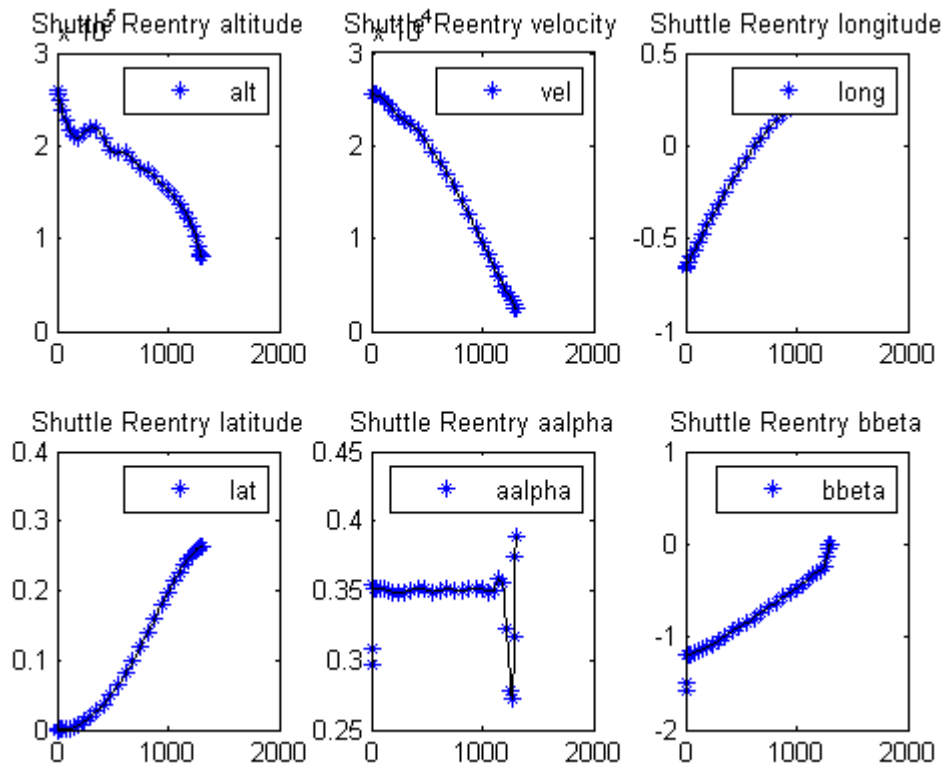 Shuttle Reentry altitude
× 10^5
alt
3
2
1
0
0 1000 2000
Shuttle Reentry velocity
× 10^4
vel
3
2
1
0
0 1000 2000
Shuttle Reentry longitude
long
0.5
0
-0.5
-1
0 1000 2000
Shuttle Reentry latitude
lat
0.4
0.3
0.2
0.1
0
0 1000 2000
Shuttle Reentry aalpha
aalpha
0.45
0.4
0.35
0.3
0.25
0 1000 2000
Shuttle Reentry bbeta
bbeta
1
0
-1
-2
0 1000 2000